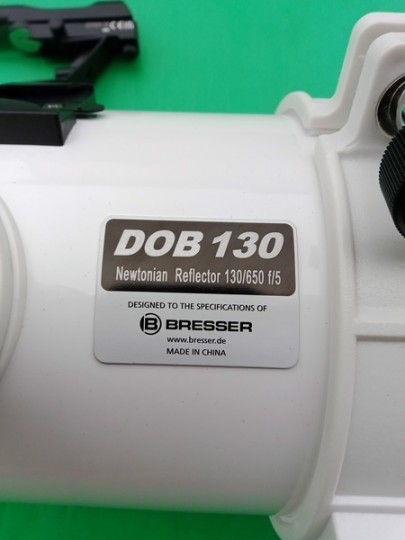 DOB 130
Newtonian Reflector 130/650 f/5
DESIGNED TO THE SPECIFICATIONS OF
B BRESSER
www.bresser.de
MADE IN CHINA